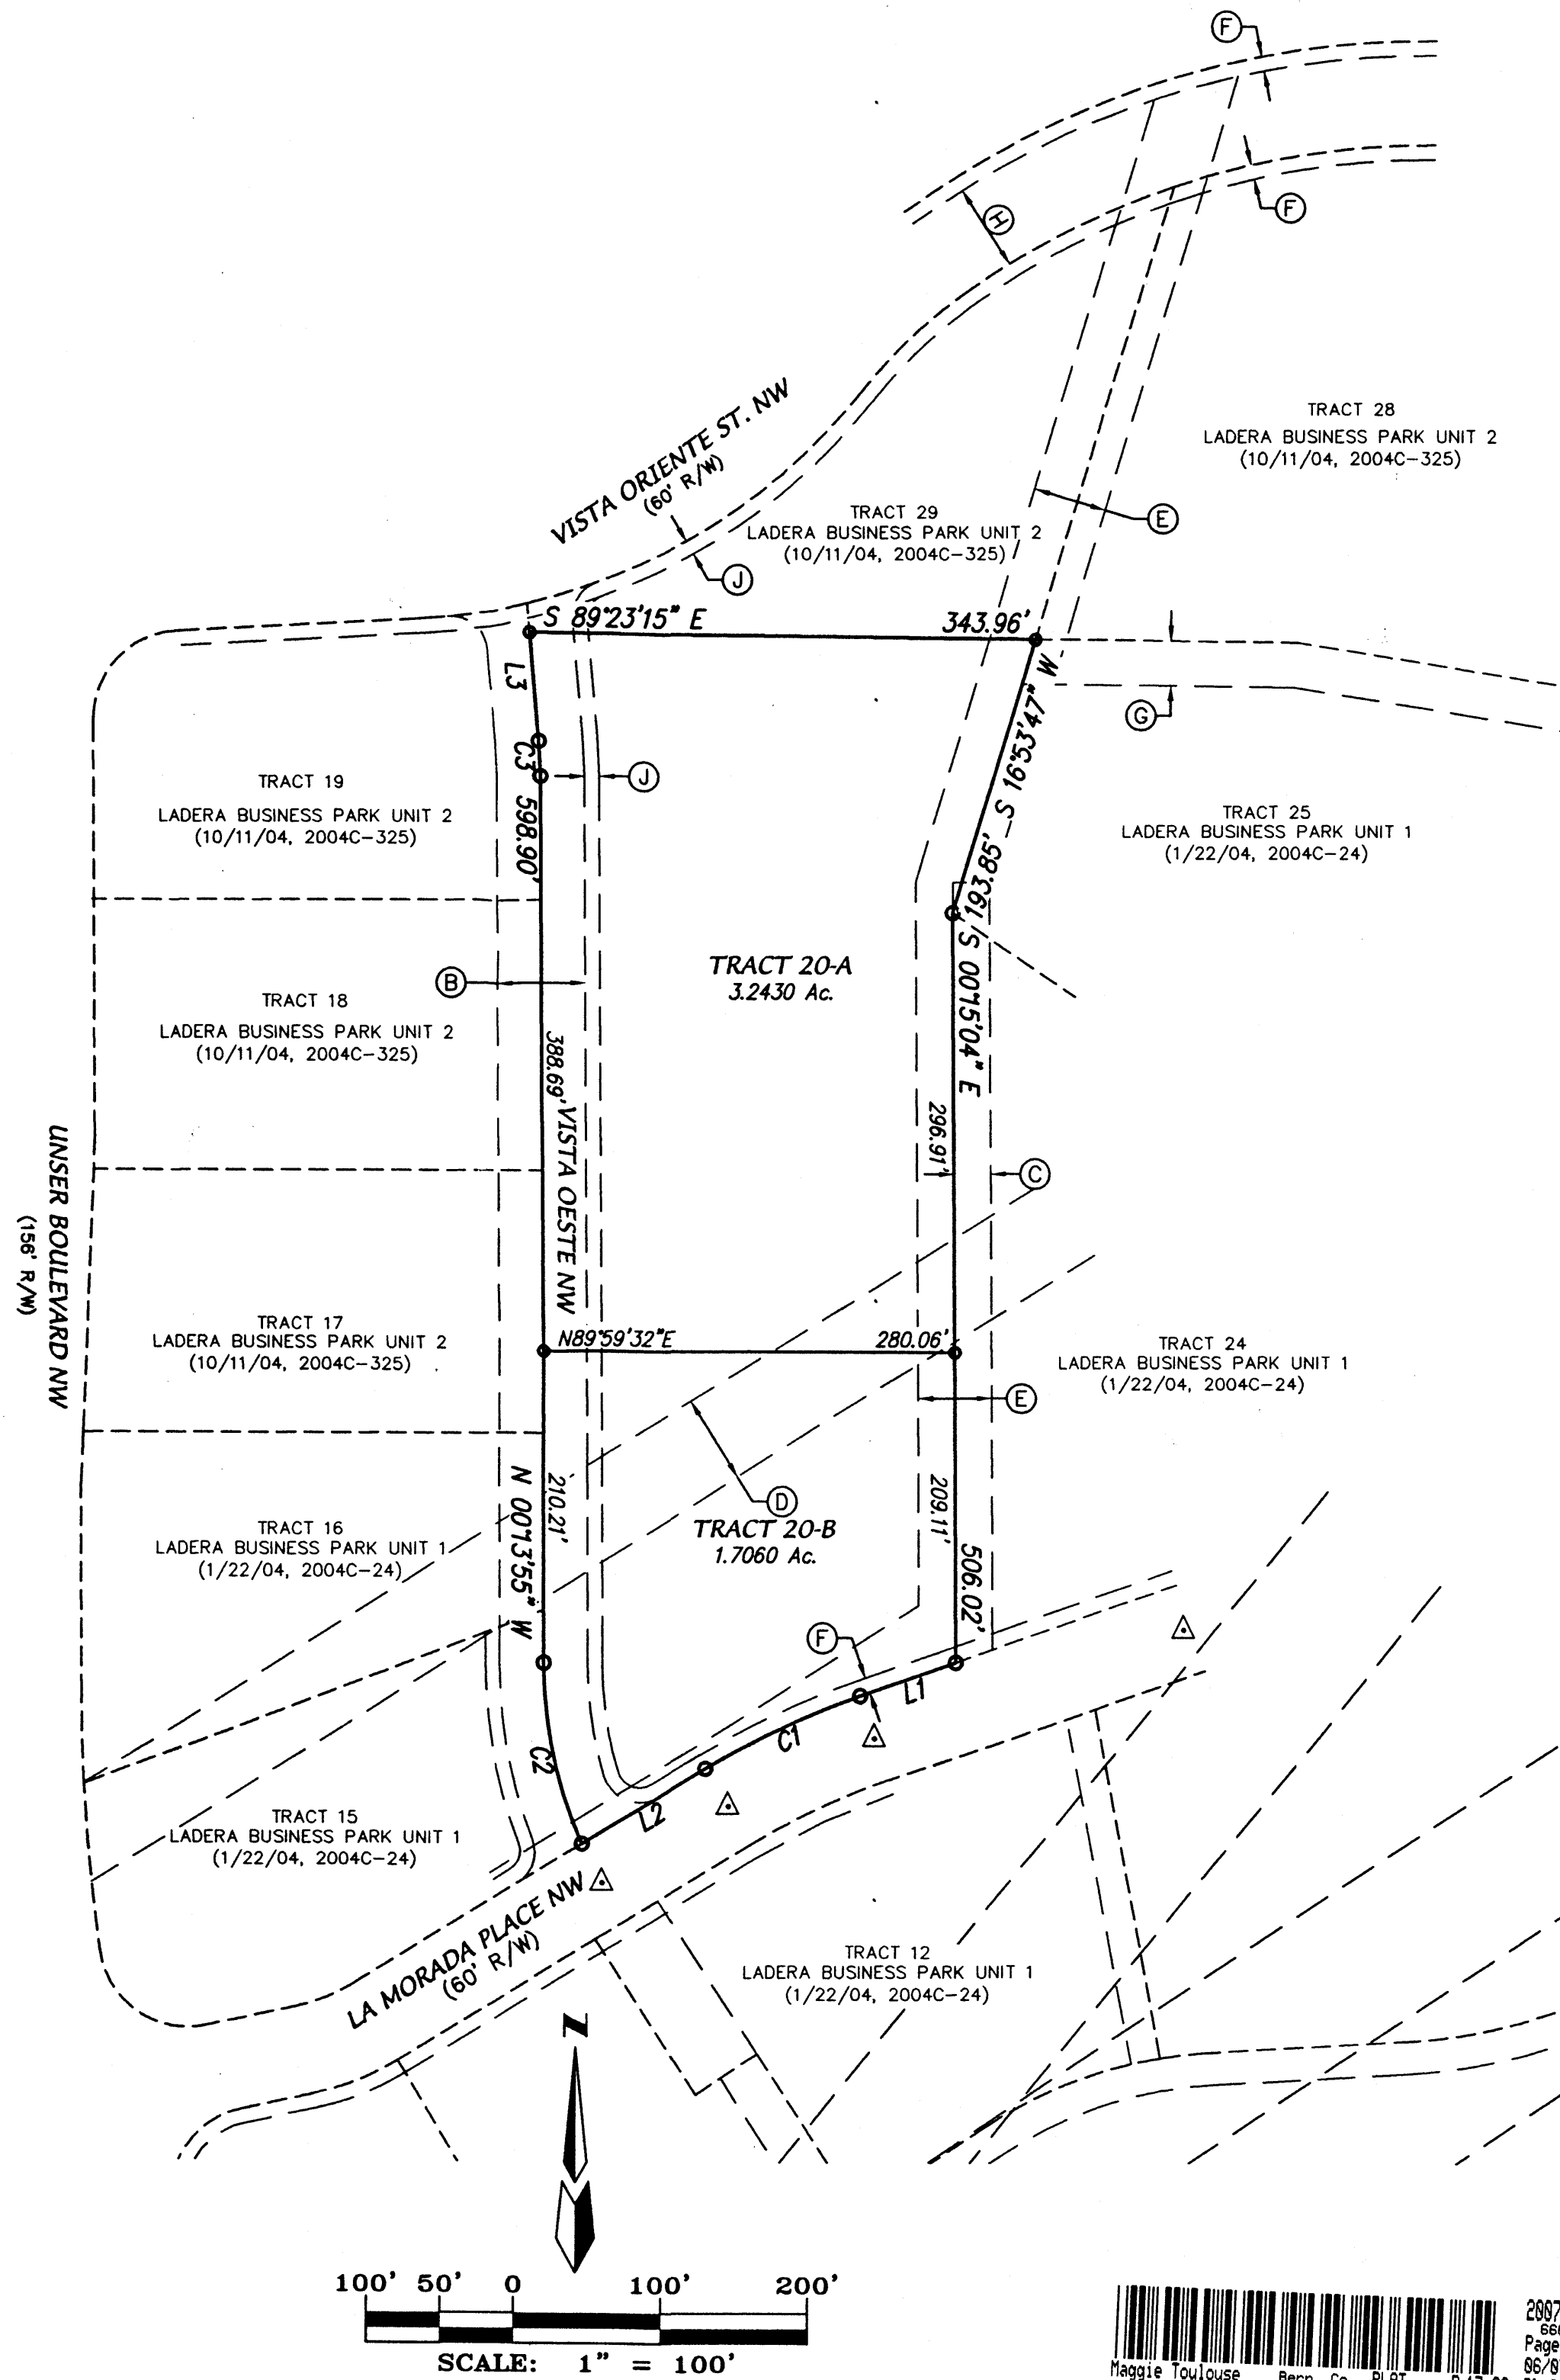 F
F
H
TRACT 28
LADERA BUSINESS PARK UNIT 2
(10/11/04, 2004C-325)
VISTA ORIENTE ST. NW
(60' R/W)
TRACT 29
LADERA BUSINESS PARK UNIT 2
(10/11/04, 2004C-325)
E
J
S 89°23'15" E
343.96'
L3
C3
S 16°53'47" W
193.85'
G
J
TRACT 19
LADERA BUSINESS PARK UNIT 2
(10/11/04, 2004C-325)
598.90'
TRACT 25
LADERA BUSINESS PARK UNIT 1
(1/22/04, 2004C-24)
TRACT 20-A
3.2430 Ac.
S 00°15'04" E
B
TRACT 18
LADERA BUSINESS PARK UNIT 2
(10/11/04, 2004C-325)
388.69'
VISTA OESTE NW
296.91'
C
UNSER BOULEVARD NW
(156' R/W)
TRACT 17
LADERA BUSINESS PARK UNIT 2
(10/11/04, 2004C-325)
N89°59'32"E
280.06'
TRACT 24
LADERA BUSINESS PARK UNIT 1
(1/22/04, 2004C-24)
E
D
N 00°13'55" W
210.21'
209.11'
506.02'
TRACT 20-B
1.7060 Ac.
TRACT 16
LADERA BUSINESS PARK UNIT 1
(1/22/04, 2004C-24)
F
L1
C1
C2
L2
TRACT 15
LADERA BUSINESS PARK UNIT 1
(1/22/04, 2004C-24)
LA MORADA PLACE NW
(60' R/W)
TRACT 12
LADERA BUSINESS PARK UNIT 1
(1/22/04, 2004C-24)
N
100' 50' 0 100' 200'
SCALE: 1" = 100'
2007
Page
Maggie Toulouse Bern. Co. PLAT